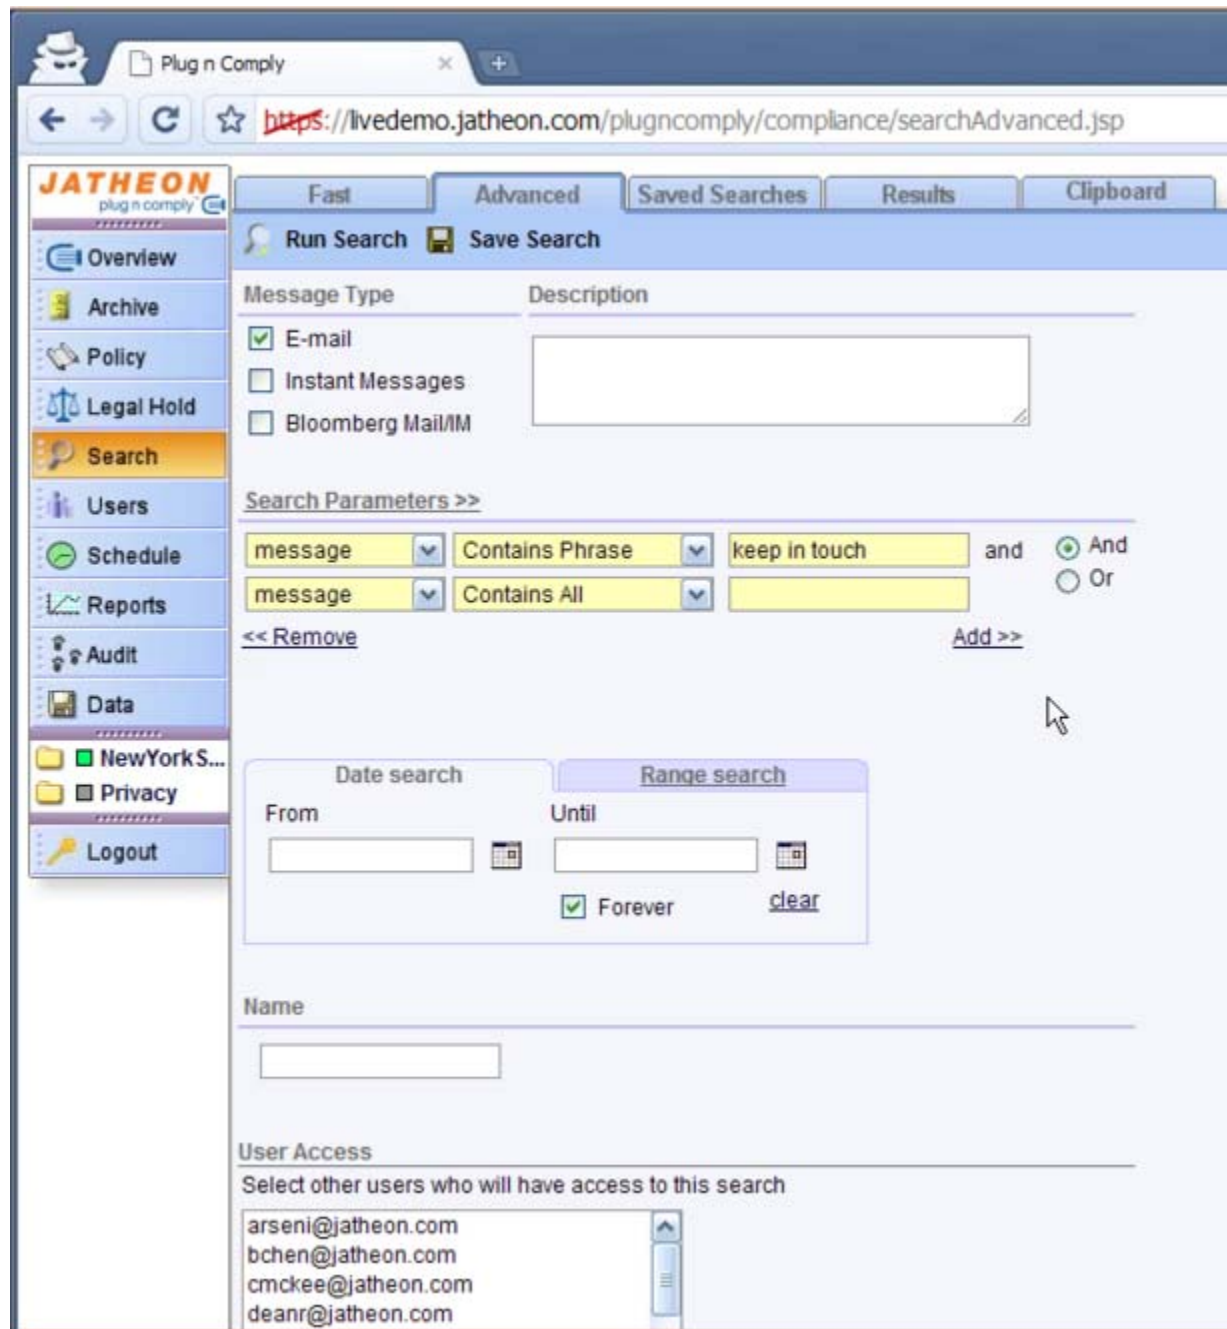 Plug n Comply
https://livedemo.jatheon.com/plugncomply/compliance/searchAdvanced.jsp
JATHEON
plug n comply
Overview
Archive
Policy
Legal Hold
Search
Users
Schedule
Reports
Audit
Data
NewYorkS...
Privacy
Logout
Fast Advanced Saved Searches Results Clipboard
Run Search Save Search
Message Type Description
E-mail
Instant Messages
Bloomberg Mail/IM
Search Parameters >>
message Contains Phrase keep in touch and And
Or
message Contains All
<< Remove Add >>
Date search Range search
From Until
Forever clear
Name
User Access
Select other users who will have access to this search
arseni@jatheon.com
bchen@jatheon.com
cmckee@jatheon.com
deanr@jatheon.com